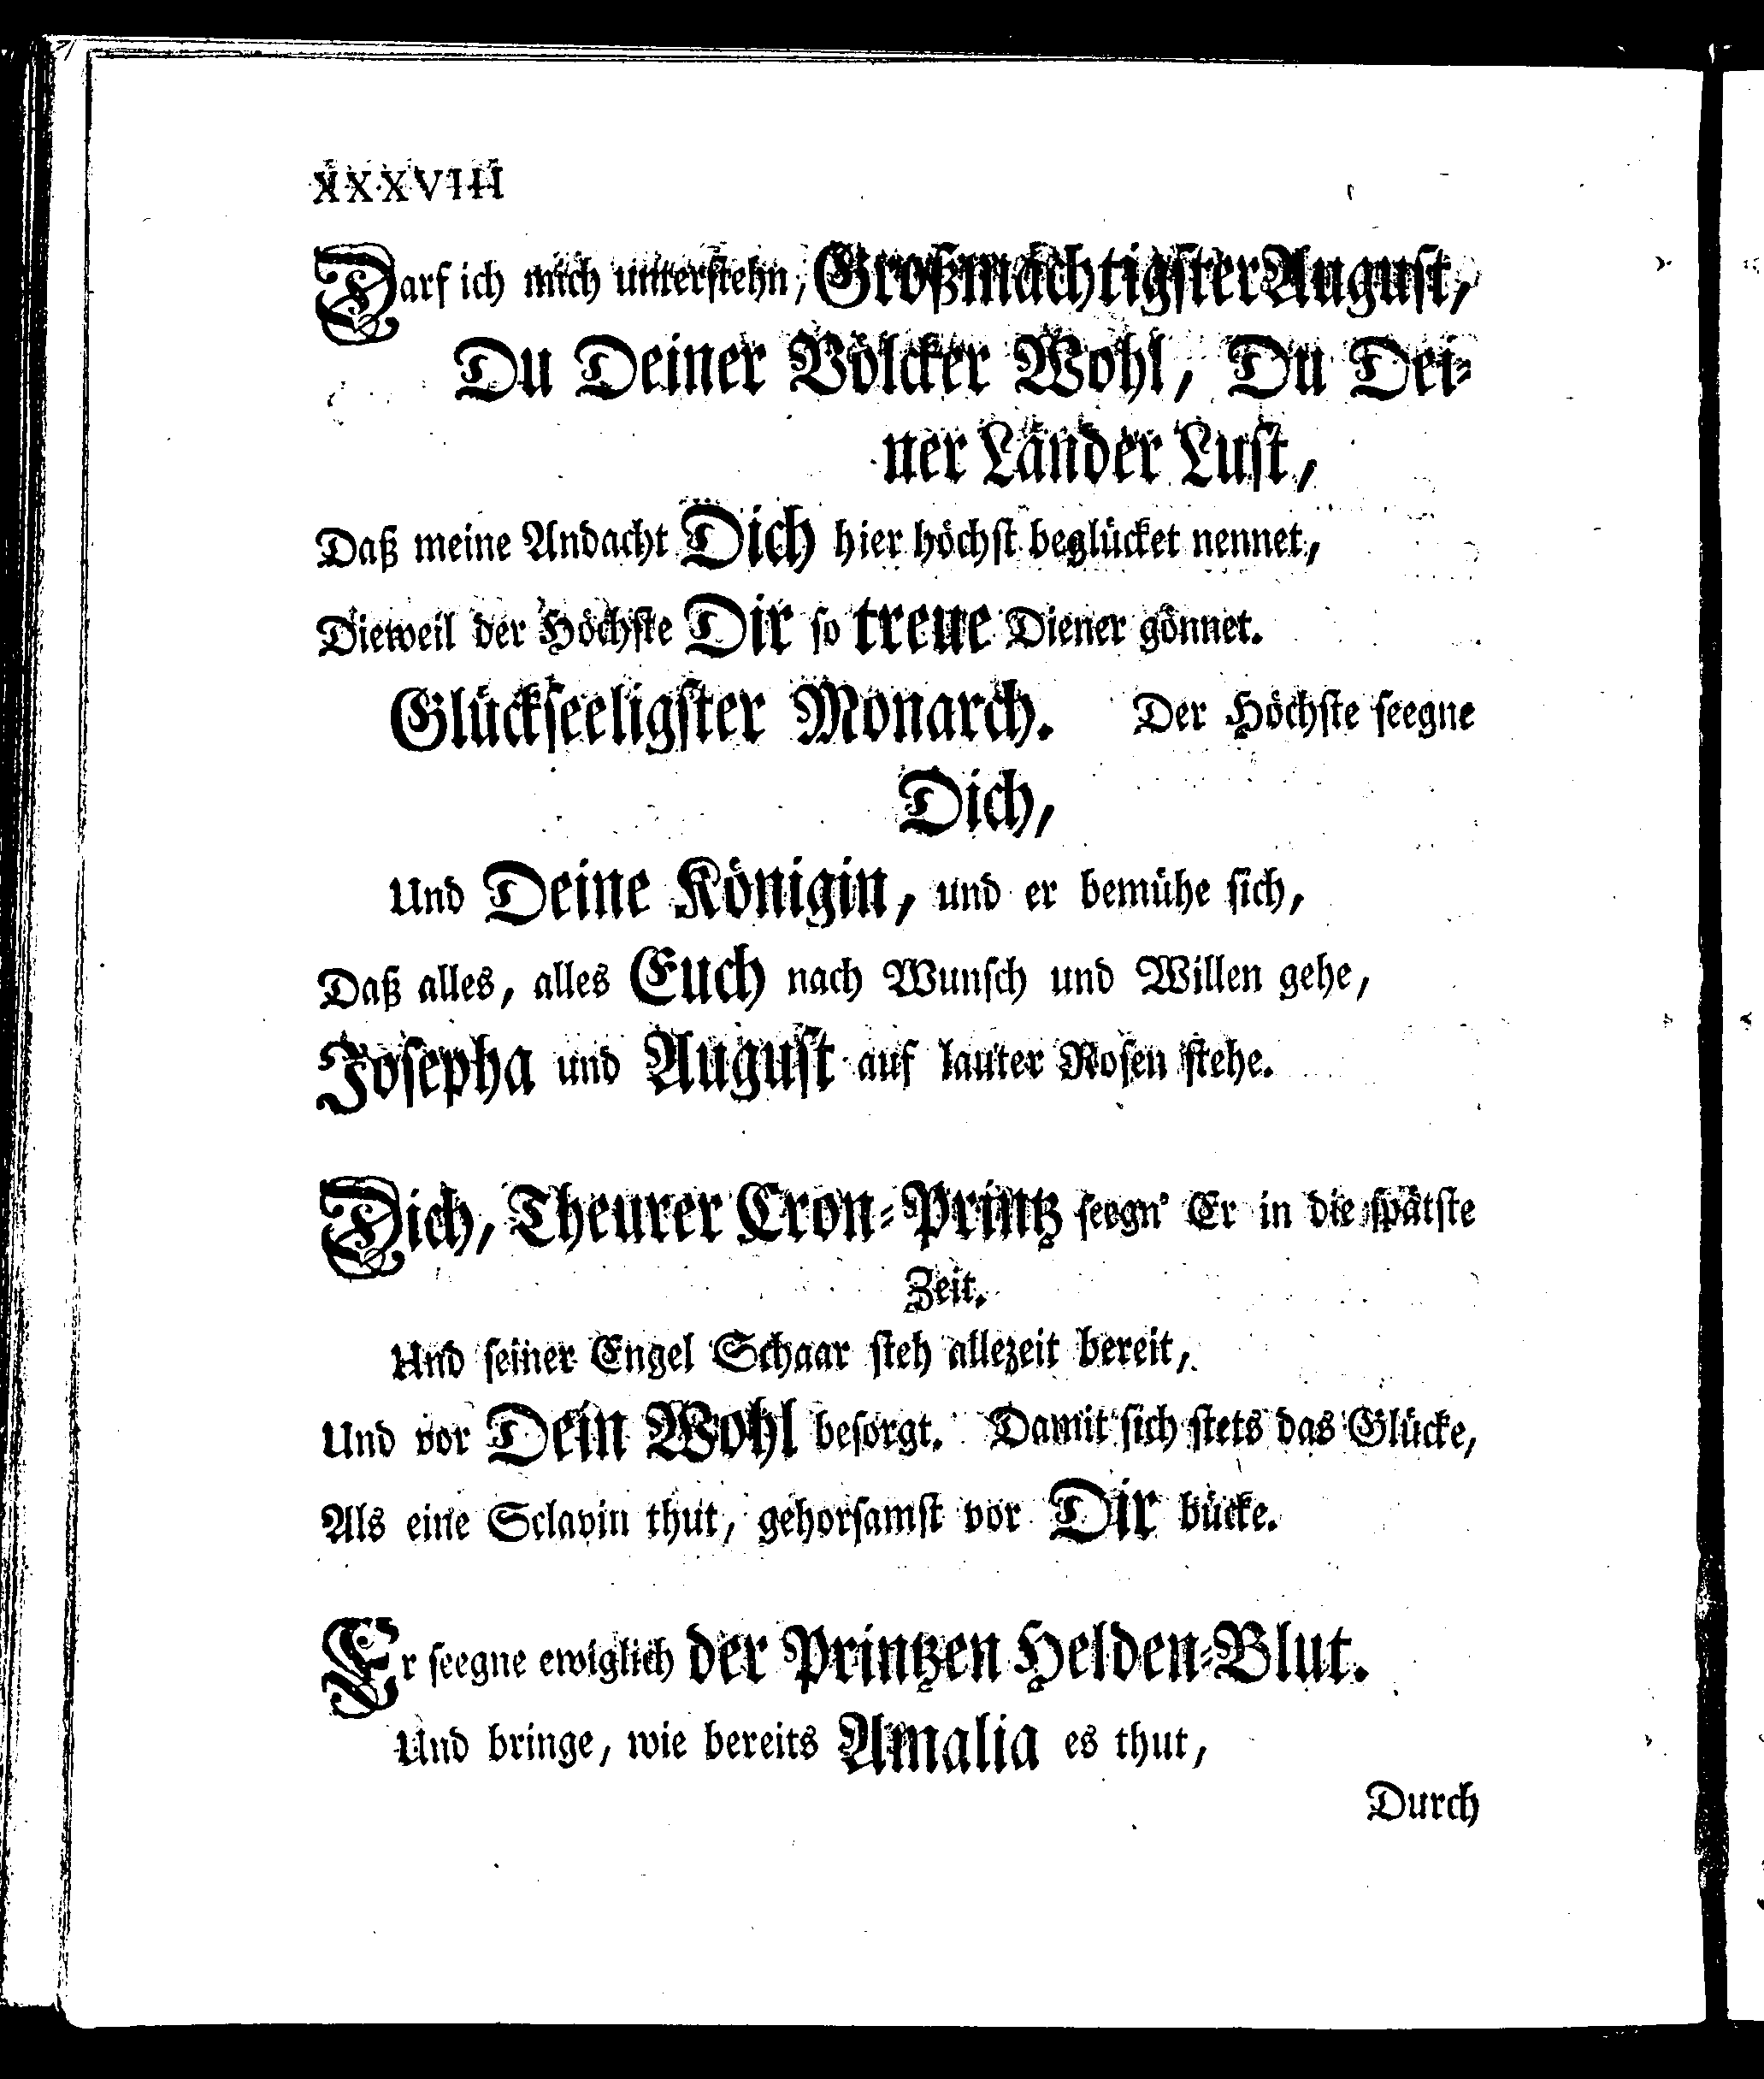 XXXVIII
Darf ich mich unterstehn, Großmächtigster August,
Du Deiner Völcker Wohl, Du Dei-
ner Länder Lust,
Daß meine Andacht Dich hier höchst beglücket nennet,
Dieweil der Höchste Dir so treue Diener gönnet.
Glückseeligster Monarch. Der Höchste seegne
Dich,
Und Deine Königin, und er bemühe sich,
Daß alles, alles Euch nach Wunsch und Willen gehe,
Josepha und August auf lauter Rosen stehe.
Dich, Theurer Cron-Printz seegn' Er in die spätste
Zeit.
Und seiner Engel Schaar steh allezeit bereit,
Und vor Dein Wohl besorgt. Damit sich stets das Glücke,
Als eine Sclavin thut, gehorsamst vor Dir bücke.
Er seegne ewiglich der Printzen Helden-Blut.
Und bringe, wie bereits Amalia es thut,
Durch